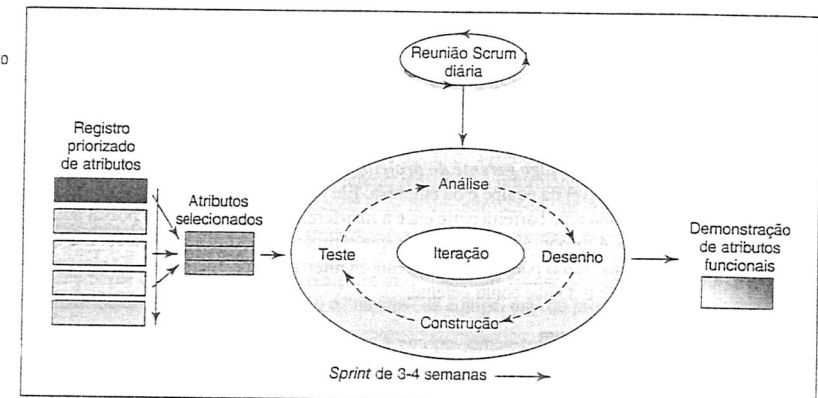 Reunião Scrum
diária
Registro
priorizado
de atributos
Atributos
selecionados
Análise
Teste
Iteração
Desenho
Construção
Demonstração
de atributos
funcionais
Sprint de 3-4 semanas